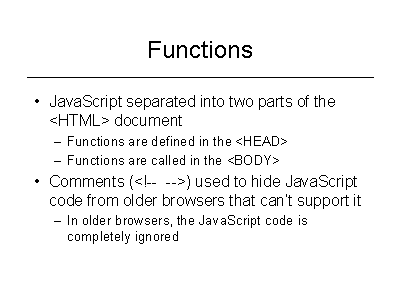 Functions
• JavaScript separated into two parts of the
<HTML> document
– Functions are defined in the <HEAD>
– Functions are called in the <BODY>
• Comments (<!-- -->) used to hide JavaScript
code from older browsers that can't support it
– In older browsers, the JavaScript code is
completely ignored